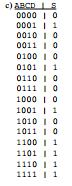 c) ABCD | S
0000 | 0
0001 | 1
0010 | 0
0011 | 0
0100 | 0
0101 | 1
0110 | 0
0111 | 0
1000 | 1
1001 | 1
1010 | 0
1011 | 0
1100 | 1
1101 | 1
1110 | 1
1111 | 1